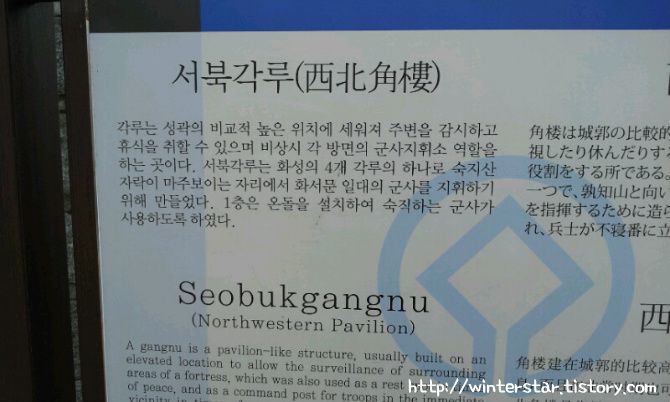 서북각루(西北角樓)
각루는 성곽의 비교적 높은 위치에 세워져 주변을 감시하고
휴식을 취할 수 있으며 비상시 각 방면의 군사지휘소 역할을
하는 곳이다. 서북각루는 화성의 4개 각루의 하나로 숙지산
자락이 마주보이는 자리에서 화서문 일대의 군사를 지휘하기
위해 만들었다. 1층은 온돌을 설치하여 숙직하는 군사가
사용하도록 하였다.
角楼は城郭の比較的
視したり休んだりす
役割をする所である。
一つで、孰知山と向い
を指揮するために造ら
れ、兵士が不寝番に立
Seobukgangnu
(Northwestern Pavilion)
A gangnu is a pavilion-like structure, usually built on an
elevated location to allow the surveillance of surrounding
areas of a fortress, which was also used as a rest
of peace, and as a command post for troops in the immediate
vicinity in
西
角楼建在城郭的比较高
http://winterstar.tistory.com